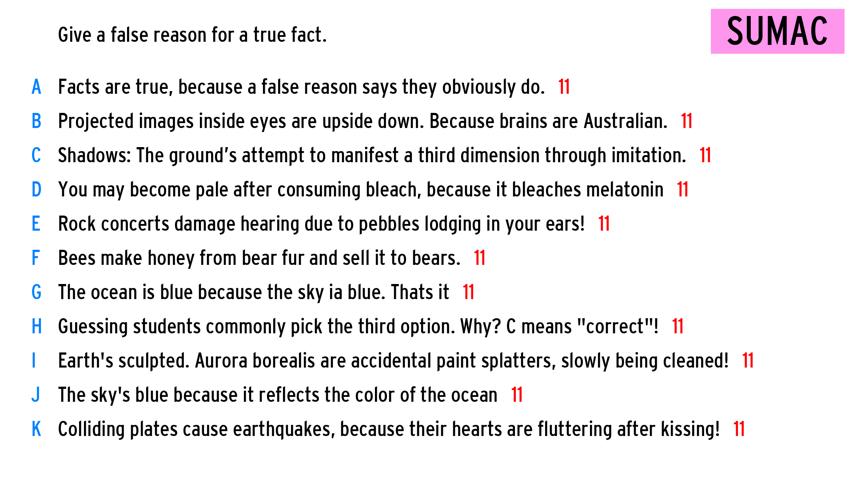 SUMAC
Give a false reason for a true fact.
A Facts are true, because a false reason says they obviously do. 11
B Projected images inside eyes are upside down. Because brains are Australian. 11
C Shadows: The ground's attempt to manifest a third dimension through imitation. 11
D You may become pale after consuming bleach, because it bleaches melatonin 11
E Rock concerts damage hearing due to pebbles lodging in your ears! 11
F Bees make honey from bear fur and sell it to bears. 11
G The ocean is blue because the sky ia blue. Thats it 11
H Guessing students commonly pick the third option. Why? C means "correct"! 11
I Earth's sculpted. Aurora borealis are accidental paint splatters, slowly being cleaned! 11
J The sky's blue because it reflects the color of the ocean 11
K Colliding plates cause earthquakes, because their hearts are fluttering after kissing! 11